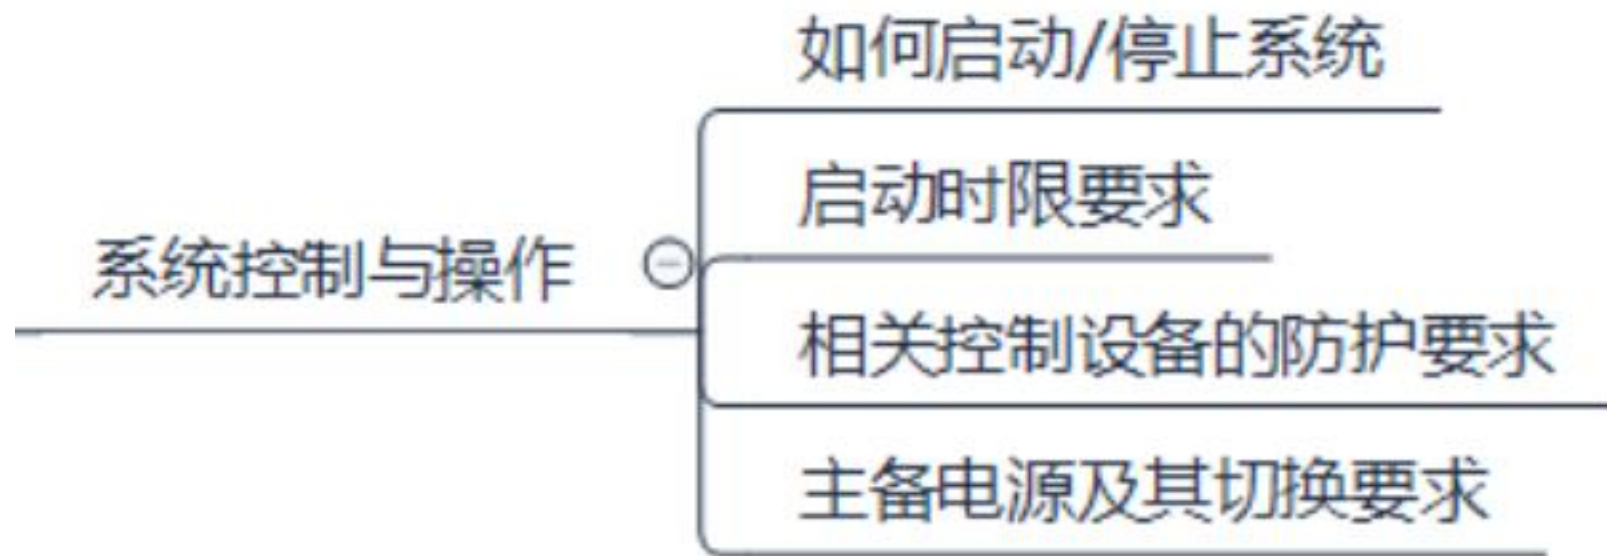 如何启动/停止系统
启动时限要求
系统控制与操作
相关控制设备的防护要求
主备电源及其切换要求